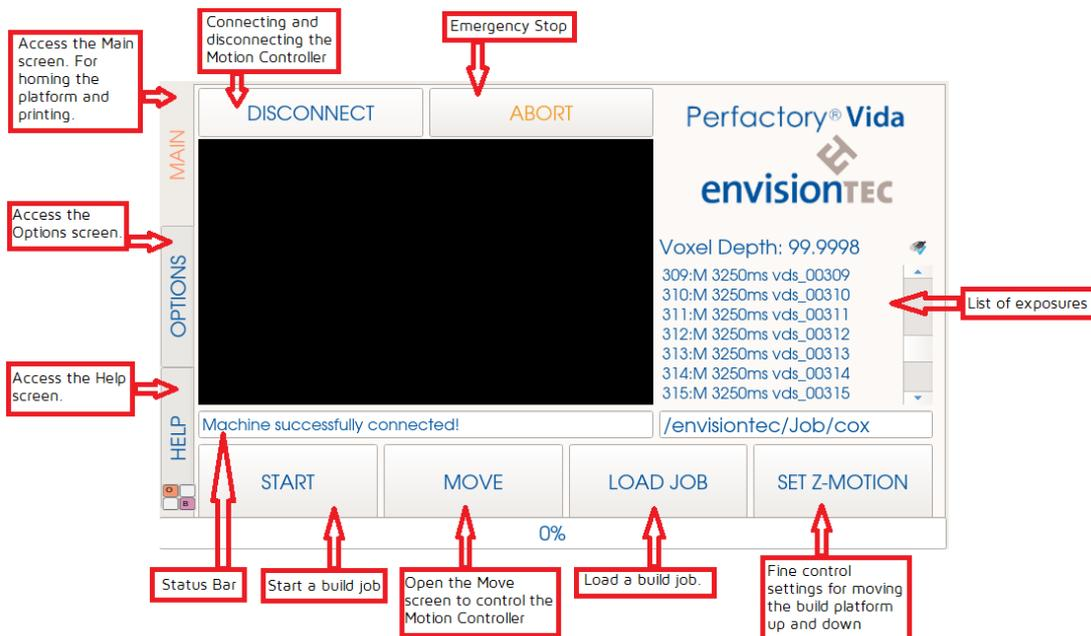 Access the Main
screen. For
homing the
platform and
printing.
Connecting and
disconnecting the
Motion Controller
Emergency Stop
DISCONNECT
ABORT
Perfactory® Vida
envisionTEC
MAIN
Access the
Options screen.
OPTIONS
Voxel Depth: 99.9998
309:M 3250ms vds_00309
310:M 3250ms vds_00310
311:M 3250ms vds_00311
312:M 3250ms vds_00312
313:M 3250ms vds_00313
314:M 3250ms vds_00314
315:M 3250ms vds_00315
List of exposures
Access the Help
screen.
HELP
Machine successfully connected!
/envisiontec/Job/cox
O
B
START
MOVE
LOAD JOB
SET Z-MOTION
0%
Status Bar
Start a build job
Open the Move
screen to control the
Motion Controller
Load a build job.
Fine control
settings for moving
the build platform
up and down